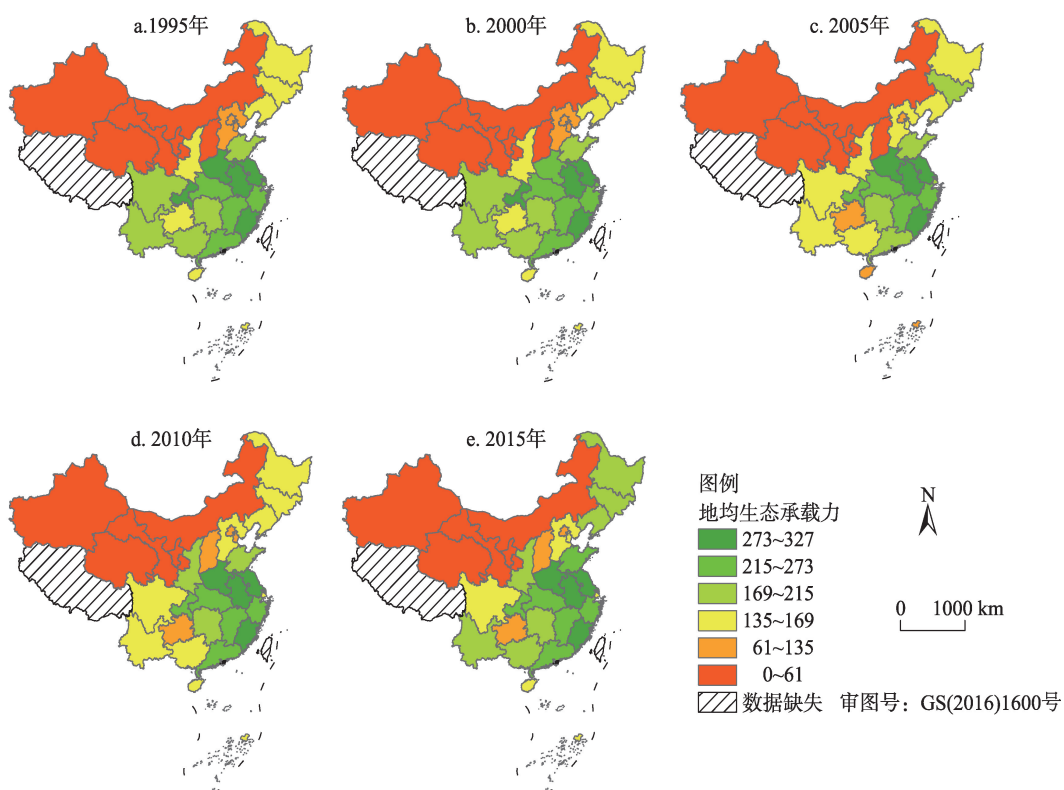 a.1995年
b. 2000年
c. 2005年
d. 2010年
e. 2015年
图例
地均生态承载力
273~327
215~273
169~215
135~169
61~135
0~61
数据缺失 审图号：GS(2016)1600号
N
0 1000 km